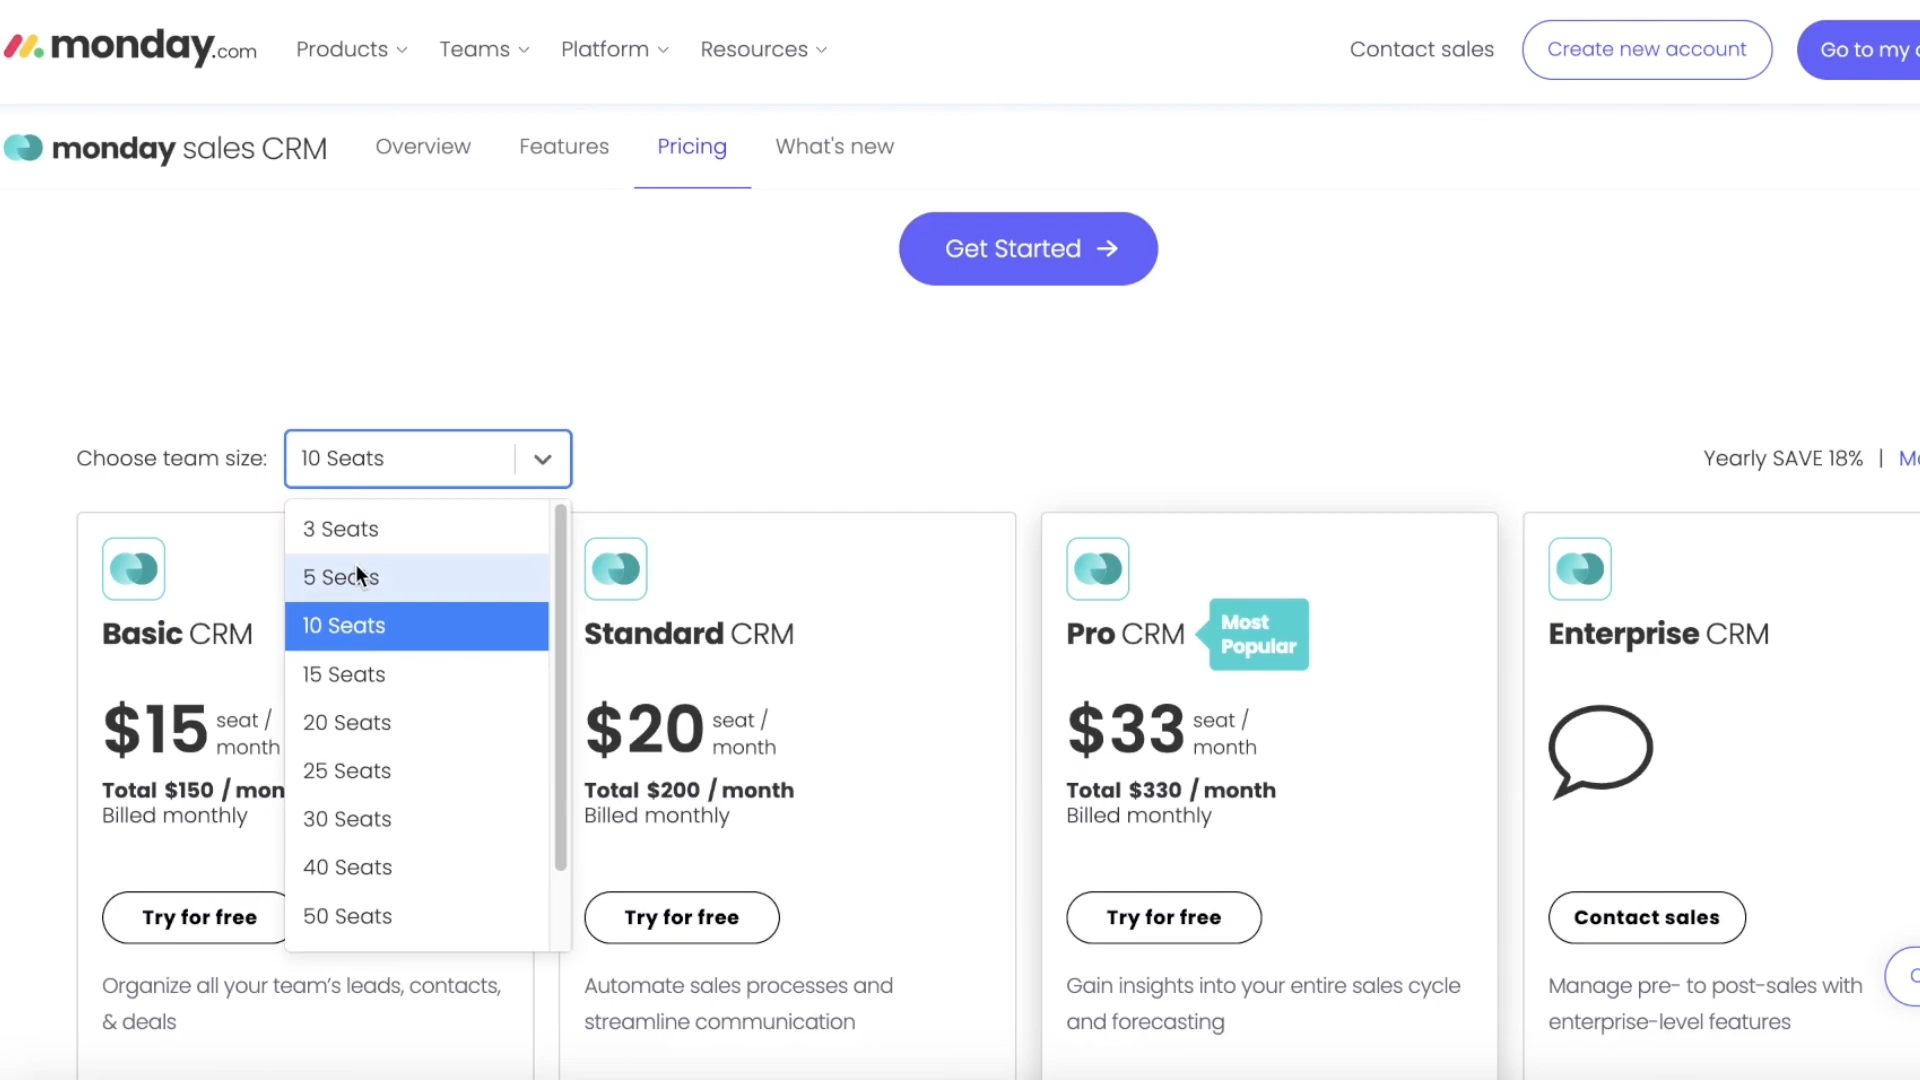 monday.com
Products
Teams
Platform
Resources
Contact sales
Create new account
Go to my
monday sales CRM
Overview
Features
Pricing
What's new
Get Started →
Choose team size:
10 Seats
Yearly SAVE 18% |
3 Seats
5 Seats
10 Seats
15 Seats
20 Seats
25 Seats
30 Seats
40 Seats
50 Seats
Basic CRM
$15 seat /
month
Total $150 / mon
Billed monthly
Try for free
Organize all your team's leads, contacts,
& deals
Standard CRM
$20 seat /
month
Total $200 / month
Billed monthly
Try for free
Automate sales processes and
streamline communication
Pro CRM
Most
Popular
$33 seat /
month
Total $330 / month
Billed monthly
Try for free
Gain insights into your entire sales cycle
and forecasting
Enterprise CRM
Contact sales
Manage pre- to post-sales with
enterprise-level features